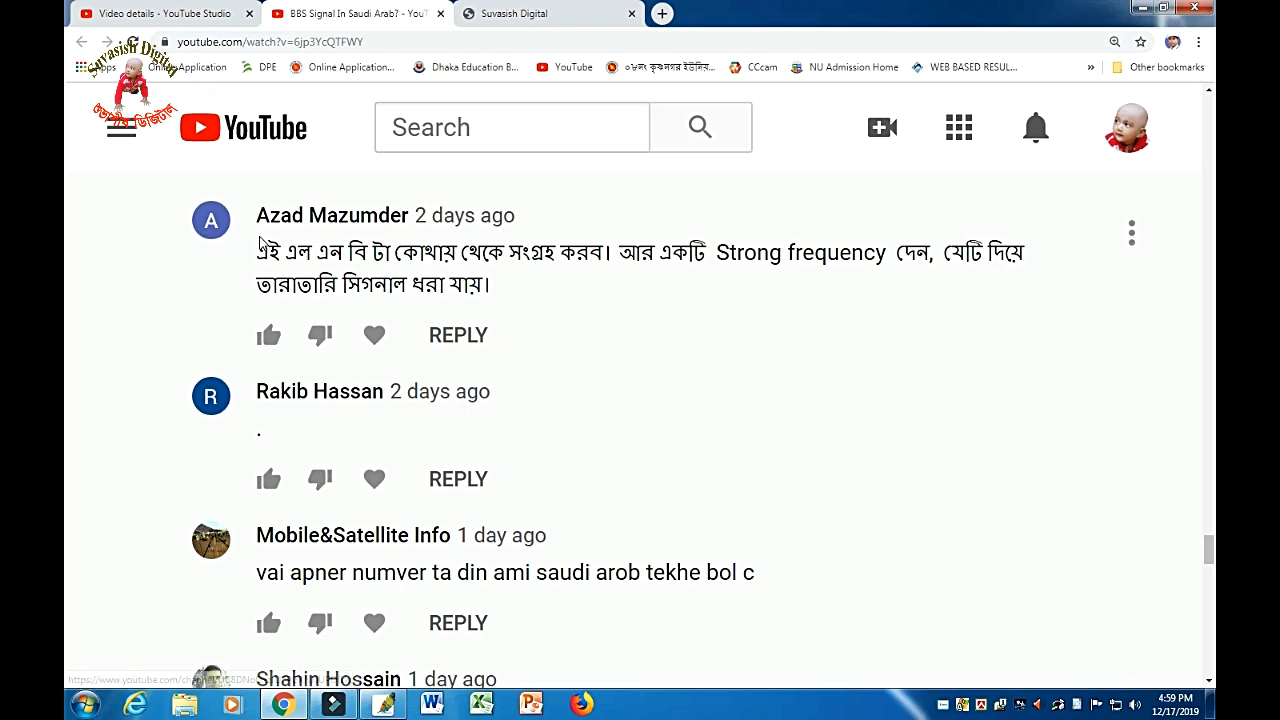 Video details - YouTube Studio
BBS Signal In Saudi Arab? - YouT
Suvasish Digital
youtube.com/watch?v=6jp3YcQTFWY
Suvasish Digital
শুভাশীষ ডিজিটাল
DPE
Online Application...
Dhaka Education B...
YouTube
CCcam
NU Admission Home
WEB BASED RESUL...
»
Other bookmarks
YouTube
Search
A
Azad Mazumder 2 days ago
এই এল এন বি টা কোথায় থেকে সংগ্রহ করব। আর একটি Strong frequency দেন, যেটি দিয়ে
তারাতারি সিগনাল ধরা যায়।
REPLY
R
Rakib Hassan 2 days ago
.
REPLY
Mobile&Satellite Info 1 day ago
vai apner numver ta din ami saudi arob tekhe bol c
REPLY
Shahin Hossain 1 day ago
4:59 PM
12/17/2019